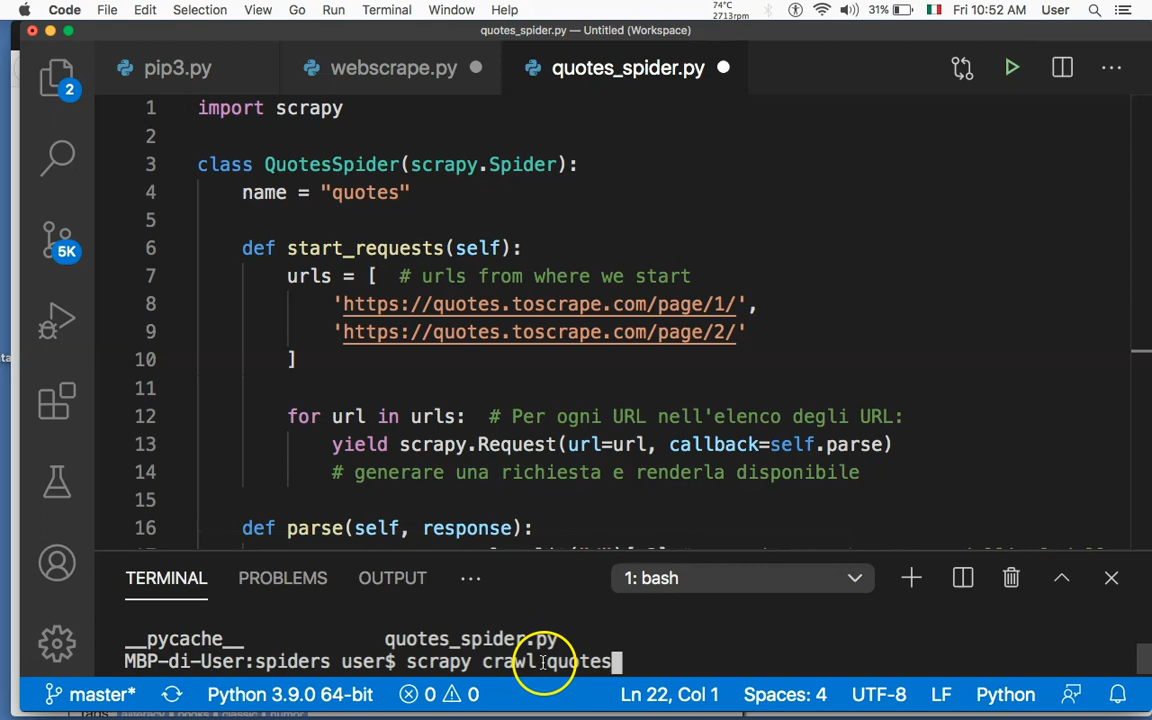 Code File Edit Selection View Go Run Terminal Window Help 74°C 2713rpm 31% Fri 10:52 AM User
quotes_spider.py — Untitled (Workspace)
pip3.py webscrape.py quotes_spider.py
2
5K
1 import scrapy
2
3 class QuotesSpider(scrapy.Spider):
4 name = "quotes"
5
6 def start_requests(self):
7 urls = [ # urls from where we start
8 'https://quotes.toscrape.com/page/1/',
9 'https://quotes.toscrape.com/page/2/'
10 ]
11
12 for url in urls: # Per ogni URL nell'elenco degli URL:
13 yield scrapy.Request(url=url, callback=self.parse)
14 # generare una richiesta e renderla disponibile
15
16 def parse(self, response):
TERMINAL PROBLEMS OUTPUT ··· 1: bash
__pycache__ quotes_spider.py
MBP-di-User:spiders user$ scrapy crawl quotes
master* Python 3.9.0 64-bit 0 0 Ln 22, Col 1 Spaces: 4 UTF-8 LF Python